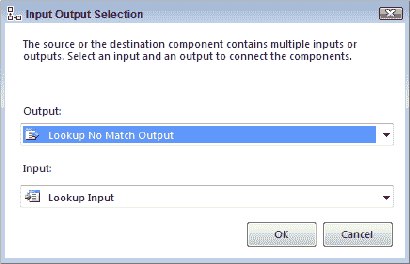 Input Output Selection
The source or the destination component contains multiple inputs or
outputs. Select an input and an output to connect the components.
Output:
Lookup No Match Output
Input:
Lookup Input
OK
Cancel